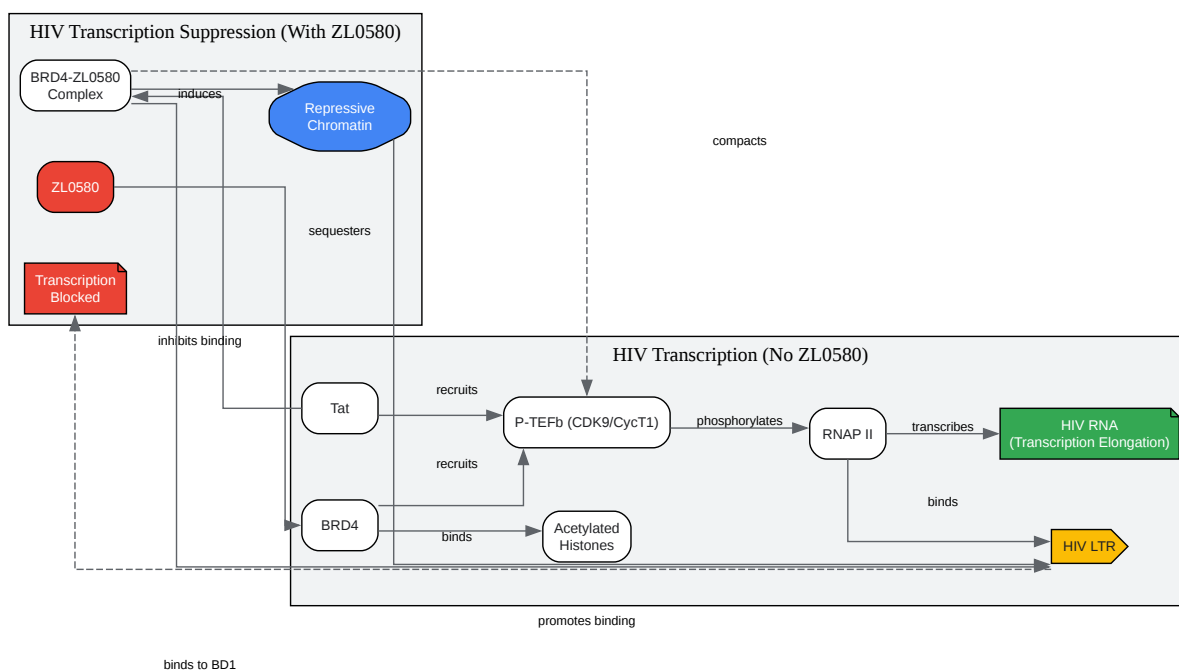 HIV Transcription Suppression (With ZL0580)
BRD4-ZL0580
Complex
induces
Repressive
Chromatin
compacts
ZL0580
sequesters
Transcription
Blocked
inhibits binding
HIV Transcription (No ZL0580)
Tat
recruits
P-TEFb (CDK9/CycT1)
phosphorylates
RNAP II
transcribes
HIV RNA
(Transcription Elongation)
recruits
BRD4
binds
Acetylated
Histones
binds
HIV LTR
promotes binding
binds to BD1